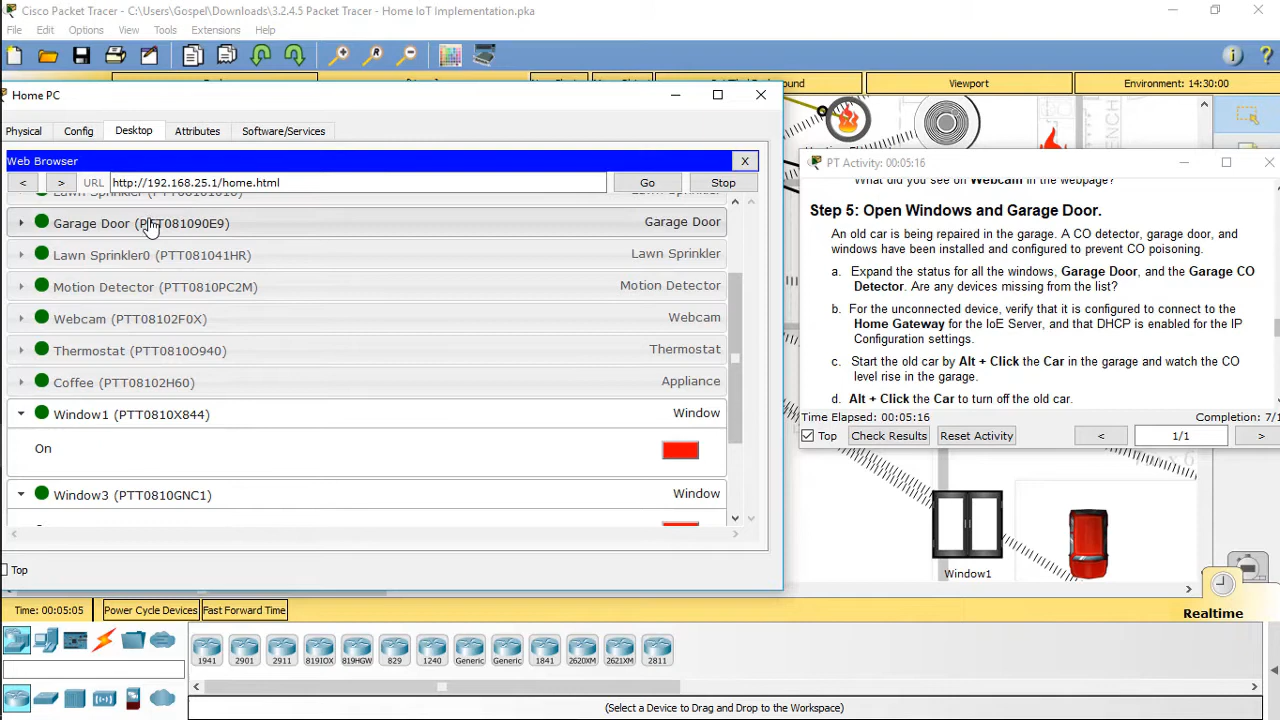 Cisco Packet Tracer - C:\Users\Gospel\Downloads\3.2.4.5 Packet Tracer - Home IoT Implementation.pka
File Edit Options View Tools Extensions Help
Viewport
Environment: 14:30:00
Home PC
Physical Config Desktop Attributes Software/Services
Web Browser
< > URL http://192.168.25.1/home.html Go Stop
X
Garage Door (PTT081090E9) Garage Door
Lawn Sprinkler0 (PTT081041HR) Lawn Sprinkler
Motion Detector (PTT0810PC2M) Motion Detector
Webcam (PTT08102F0X) Webcam
Thermostat (PTT0810O940) Thermostat
Coffee (PTT08102H60) Appliance
Window1 (PTT0810X844) Window
On
Window3 (PTT0810GNC1) Window
Top
PT Activity: 00:05:16
What did you see on Webcam in the webpage?
Step 5: Open Windows and Garage Door.
An old car is being repaired in the garage. A CO detector, garage door, and
windows have been installed and configured to prevent CO poisoning.
a. Expand the status for all the windows, Garage Door, and the Garage CO
Detector. Are any devices missing from the list?
b. For the unconnected device, verify that it is configured to connect to the
Home Gateway for the IoE Server, and that DHCP is enabled for the IP
Configuration settings.
c. Start the old car by Alt + Click the Car in the garage and watch the CO
level rise in the garage.
d. Alt + Click the Car to turn off the old car.
Time Elapsed: 00:05:16 Completion: 7/1
Top Check Results Reset Activity < 1/1 >
Window1
Time: 00:05:05 Power Cycle Devices Fast Forward Time Realtime
1941 2901 2911 819IOX 819HGW 829 1240 Generic Generic 1841 2620XM 2621XM 2811
(Select a Device to Drag and Drop to the Workspace)